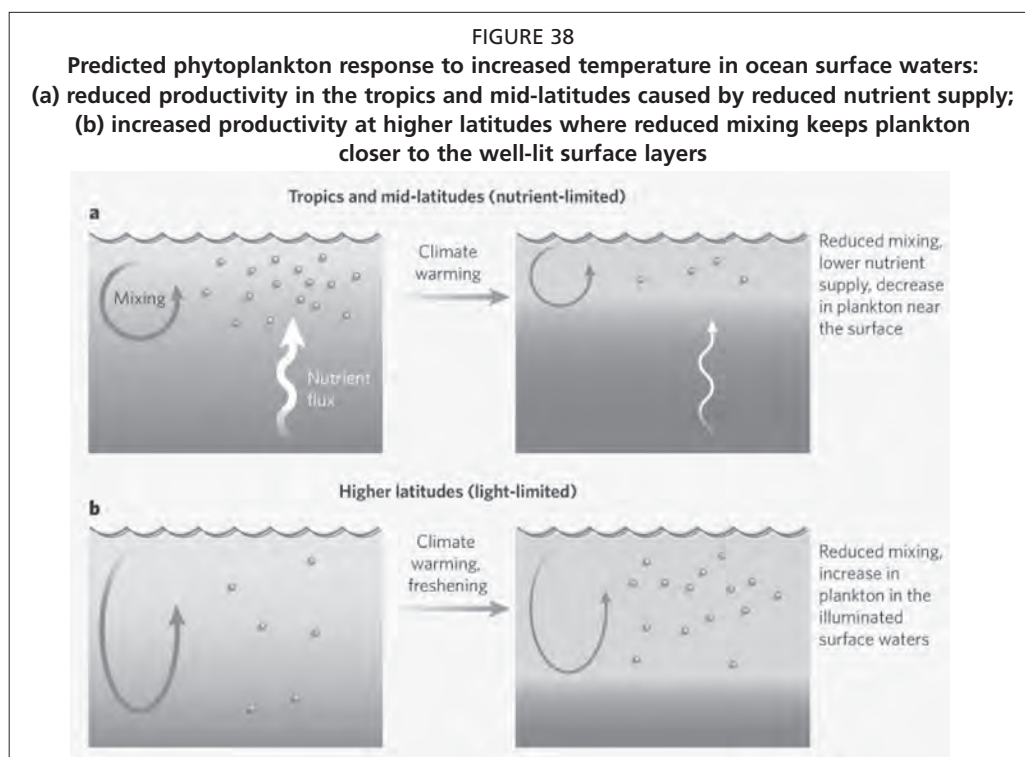 FIGURE 38
Predicted phytoplankton response to increased temperature in ocean surface waters:
(a) reduced productivity in the tropics and mid-latitudes caused by reduced nutrient supply;
(b) increased productivity at higher latitudes where reduced mixing keeps plankton
closer to the well-lit surface layers
Tropics and mid-latitudes (nutrient-limited)
a
Mixing
Nutrient
flux
Climate
warming
Reduced mixing,
lower nutrient
supply, decrease
in plankton near
the surface
Higher latitudes (light-limited)
b
Climate
warming,
freshening
Reduced mixing,
increase in
plankton in the
illuminated
surface waters